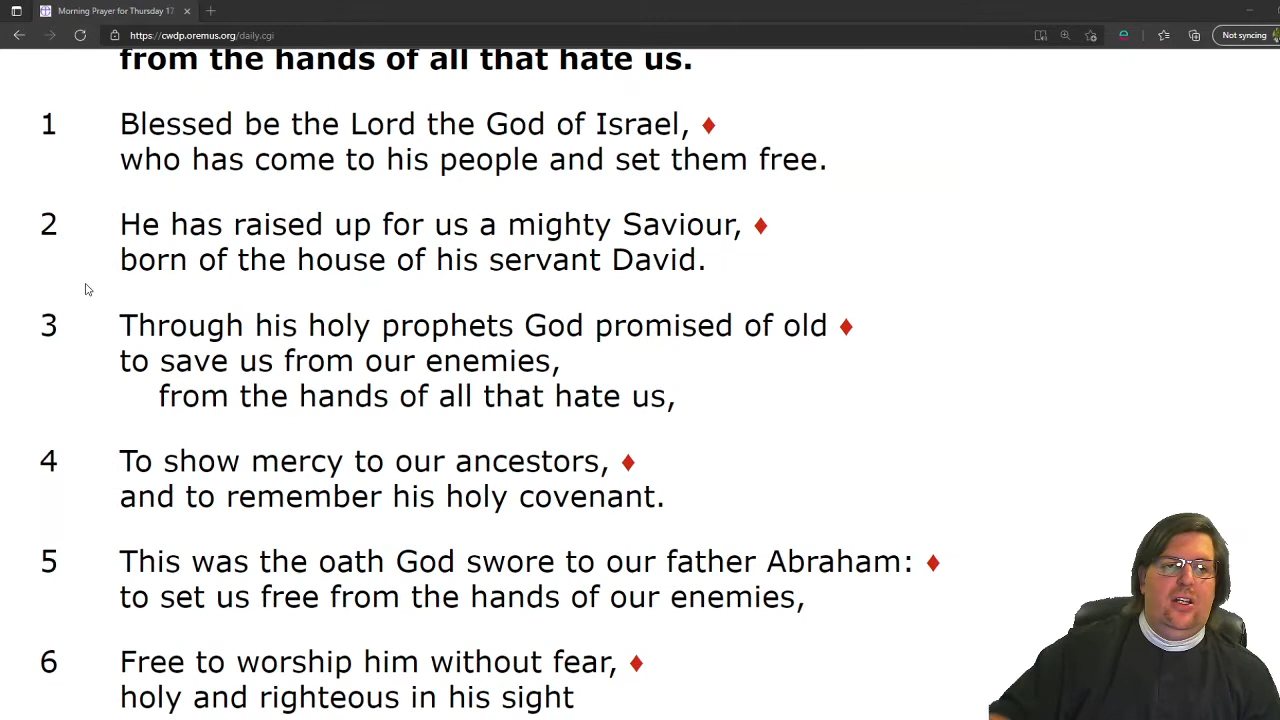 Morning Prayer for Thursday 17
https://cwdp.oremus.org/daily.cgi
Not syncing
from the hands of all that hate us.
1 Blessed be the Lord the God of Israel, ♦
who has come to his people and set them free.
2 He has raised up for us a mighty Saviour, ♦
born of the house of his servant David.
3 Through his holy prophets God promised of old ♦
to save us from our enemies,
from the hands of all that hate us,
4 To show mercy to our ancestors, ♦
and to remember his holy covenant.
5 This was the oath God swore to our father Abraham: ♦
to set us free from the hands of our enemies,
6 Free to worship him without fear, ♦
holy and righteous in his sight